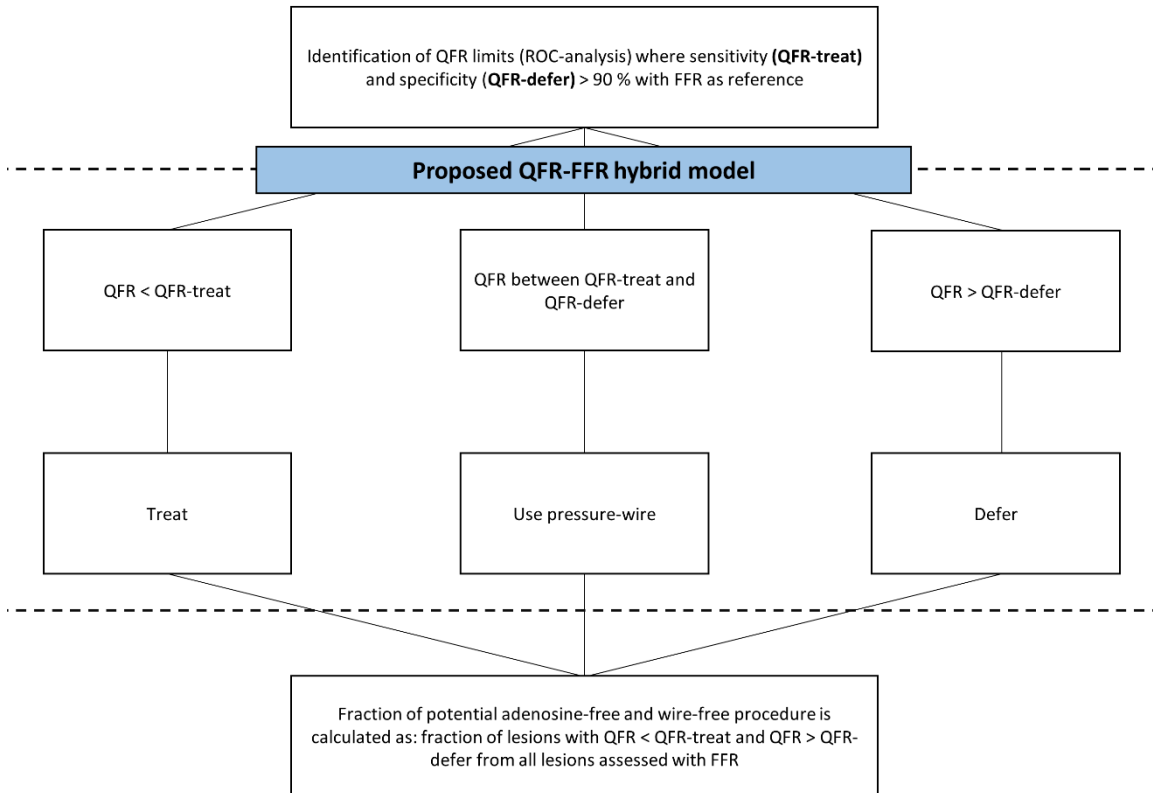 Identification of QFR limits (ROC-analysis) where sensitivity (QFR-treat)
and specificity (QFR-defer) > 90 % with FFR as reference
Proposed QFR-FFR hybrid model
QFR < QFR-treat
QFR between QFR-treat and
QFR-defer
QFR > QFR-defer
Treat
Use pressure-wire
Defer
Fraction of potential adenosine-free and wire-free procedure is
calculated as: fraction of lesions with QFR < QFR-treat and QFR > QFR-
defer from all lesions assessed with FFR